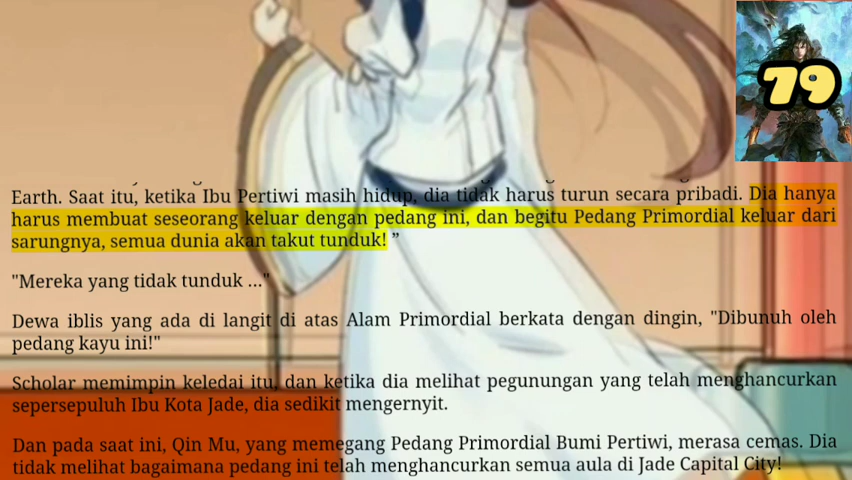 79
Earth. Saat itu, ketika Ibu Pertiwi masih hidup, dia tidak harus turun secara pribadi. Dia hanya
harus membuat seseorang keluar dengan pedang ini, dan begitu Pedang Primordial keluar dari
sarungnya, semua dunia akan takut tunduk! ”
"Mereka yang tidak tunduk ..."
Dewa iblis yang ada di langit di atas Alam Primordial berkata dengan dingin, "Dibunuh oleh
pedang kayu ini!"
Scholar memimpin keledai itu, dan ketika dia melihat pegunungan yang telah menghancurkan
sepersepuluh Ibu Kota Jade, dia sedikit mengernyit.
Dan pada saat ini, Qin Mu, yang memegang Pedang Primordial Bumi Pertiwi, merasa cemas. Dia
tidak melihat bagaimana pedang ini telah menghancurkan semua aula di Jade Capital City!